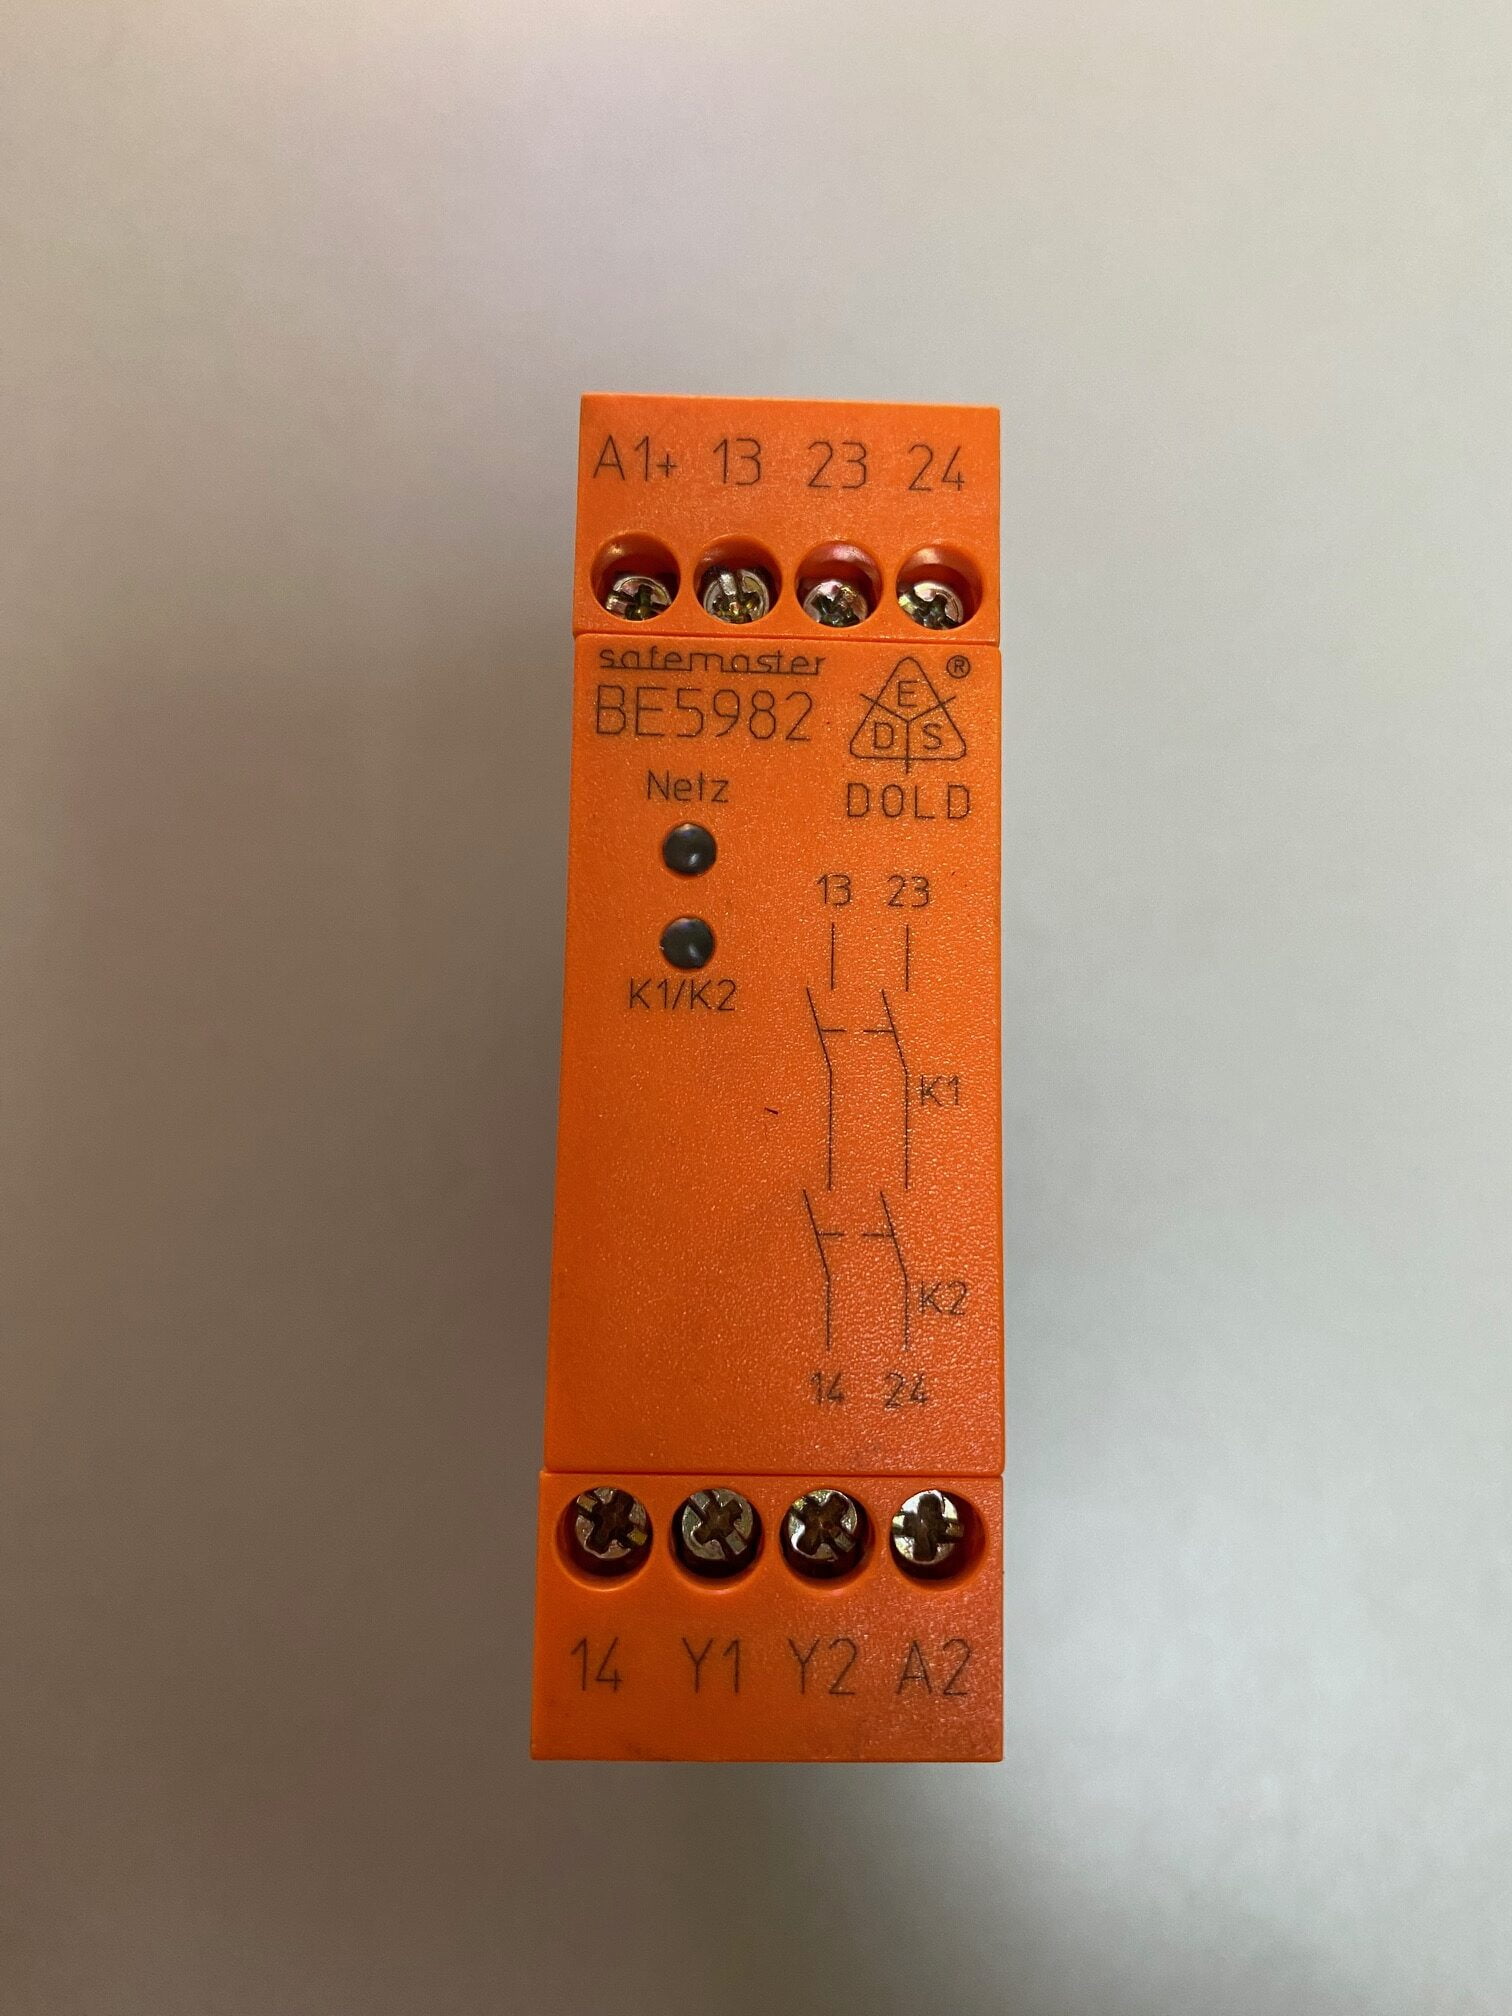 A1+ 13 23 24
safemaster
BE5982
®
E
D S
DOLD
Netz
K1/K2
13 23
K1
K2
14 24
14 Y1 Y2 A2